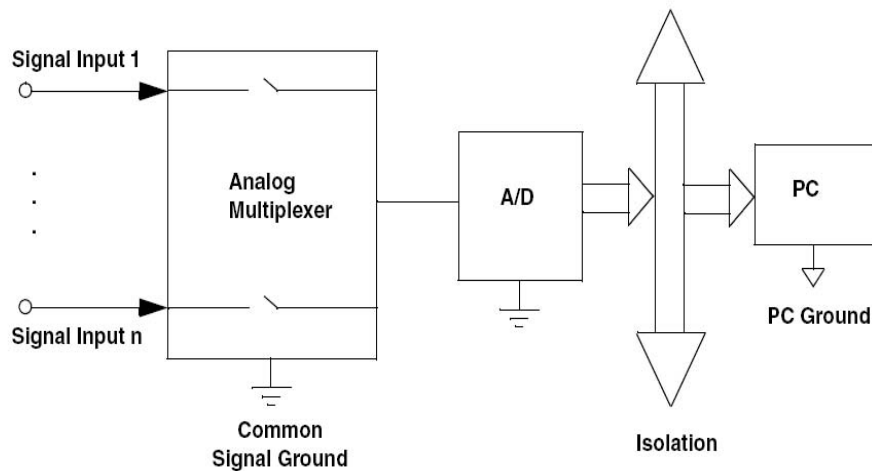 Signal Input 1
Analog
Multiplexer
A/D
PC
Signal Input n
PC Ground
Common
Signal Ground
Isolation